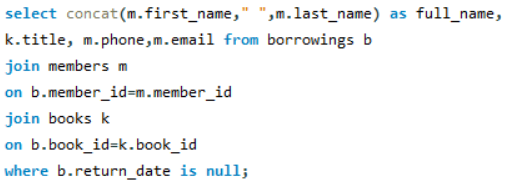 select concat(m.first_name," ",m.last_name) as full_name,
k.title, m.phone,m.email from borrowings b
join members m
on b.member_id=m.member_id
join books k
on b.book_id=k.book_id
where b.return_date is null;